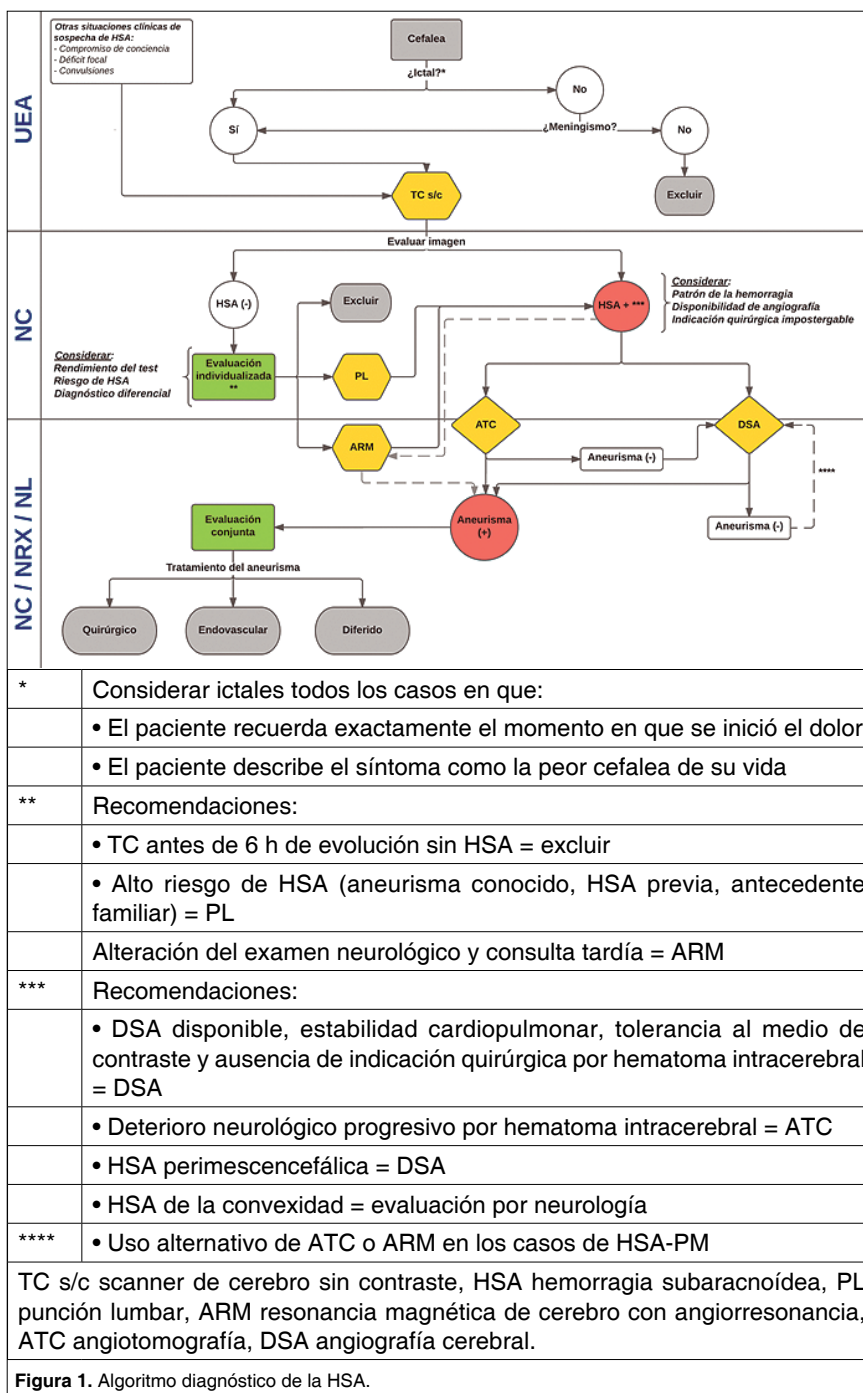 Otras situaciones clínicas de
sospecha de HSA:
- Compromiso de conciencia
- Déficit focal
- Convulsiones
Cefalea
¿Ictal?*
No
Sí
¿Meningismo?
No
TC s/c
Excluir
UEA
Evaluar imagen
HSA (-)
Excluir
HSA + ***
Considerar:
Patrón de la hemorragia
Disponibilidad de angiografía
Indicación quirúrgica impostergable
NC
Considerar:
Rendimiento del test
Riesgo de HSA
Diagnóstico diferencial
Evaluación
individualizada
**
PL
ARM
ATC
DSA
Aneurisma (-)
****
Aneurisma (-)
Evaluación
conjunta
Aneurisma
(+)
NC / NRX / NL
Tratamiento del aneurisma
Quirúrgico
Endovascular
Diferido
* Considerar ictales todos los casos en que:
• El paciente recuerda exactamente el momento en que se inició el dolor
• El paciente describe el síntoma como la peor cefalea de su vida
** Recomendaciones:
• TC antes de 6 h de evolución sin HSA = excluir
• Alto riesgo de HSA (aneurisma conocido, HSA previa, antecedente
familiar) = PL
Alteración del examen neurológico y consulta tardía = ARM
*** Recomendaciones:
• DSA disponible, estabilidad cardiopulmonar, tolerancia al medio de
contraste y ausencia de indicación quirúrgica por hematoma intracerebral
= DSA
• Deterioro neurológico progresivo por hematoma intracerebral = ATC
• HSA perimescencefálica = DSA
• HSA de la convexidad = evaluación por neurología
**** • Uso alternativo de ATC o ARM en los casos de HSA-PM
TC s/c scanner de cerebro sin contraste, HSA hemorragia subaracnoídea, PL
punción lumbar, ARM resonancia magnética de cerebro con angiorresonancia,
ATC angiotomografía, DSA angiografía cerebral.
Figura 1. Algoritmo diagnóstico de la HSA.